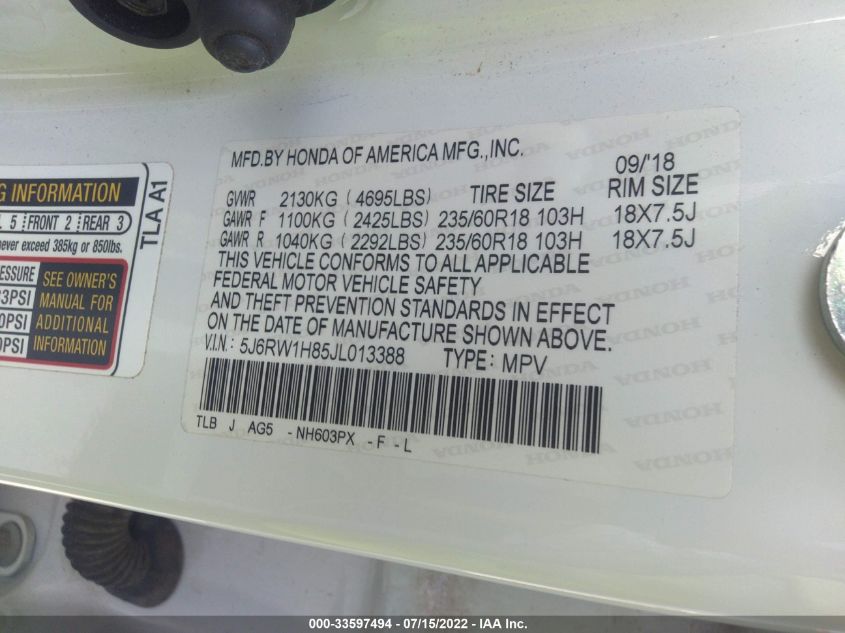 MFD.BY HONDA OF AMERICA MFG.,INC.
09/'18
GVWR 2130KG (4695LBS) TIRE SIZE RIM SIZE
GAWR F 1100KG (2425LBS) 235/60R18 103H 18X7.5J
GAWR R 1040KG (2292LBS) 235/60R18 103H 18X7.5J
THIS VEHICLE CONFORMS TO ALL APPLICABLE
FEDERAL MOTOR VEHICLE SAFETY
AND THEFT PREVENTION STANDARDS IN EFFECT
ON THE DATE OF MANUFACTURE SHOWN ABOVE.
V.I.N.: 5J6RW1H85JL013388 TYPE: MPV
TLB J AG5 -NH603PX -F -L
INFORMATION
5 FRONT 2 REAR 3
never exceed 385kg or 850lbs.
SEE OWNER'S
MANUAL FOR
ADDITIONAL
INFORMATION
TLA A1
HONDA
000-33597494 - 07/15/2022 - IAA Inc.